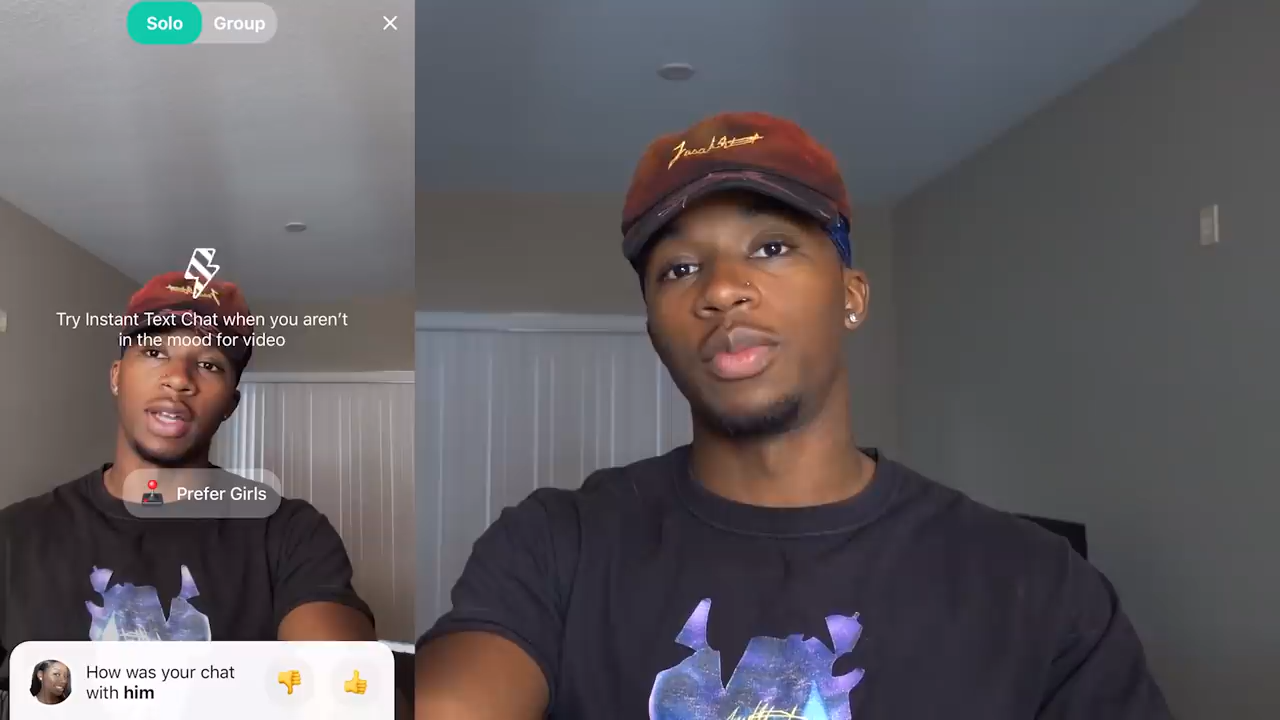 Solo
Group
Try Instant Text Chat when you aren't
in the mood for video
Prefer Girls
How was your chat
with him